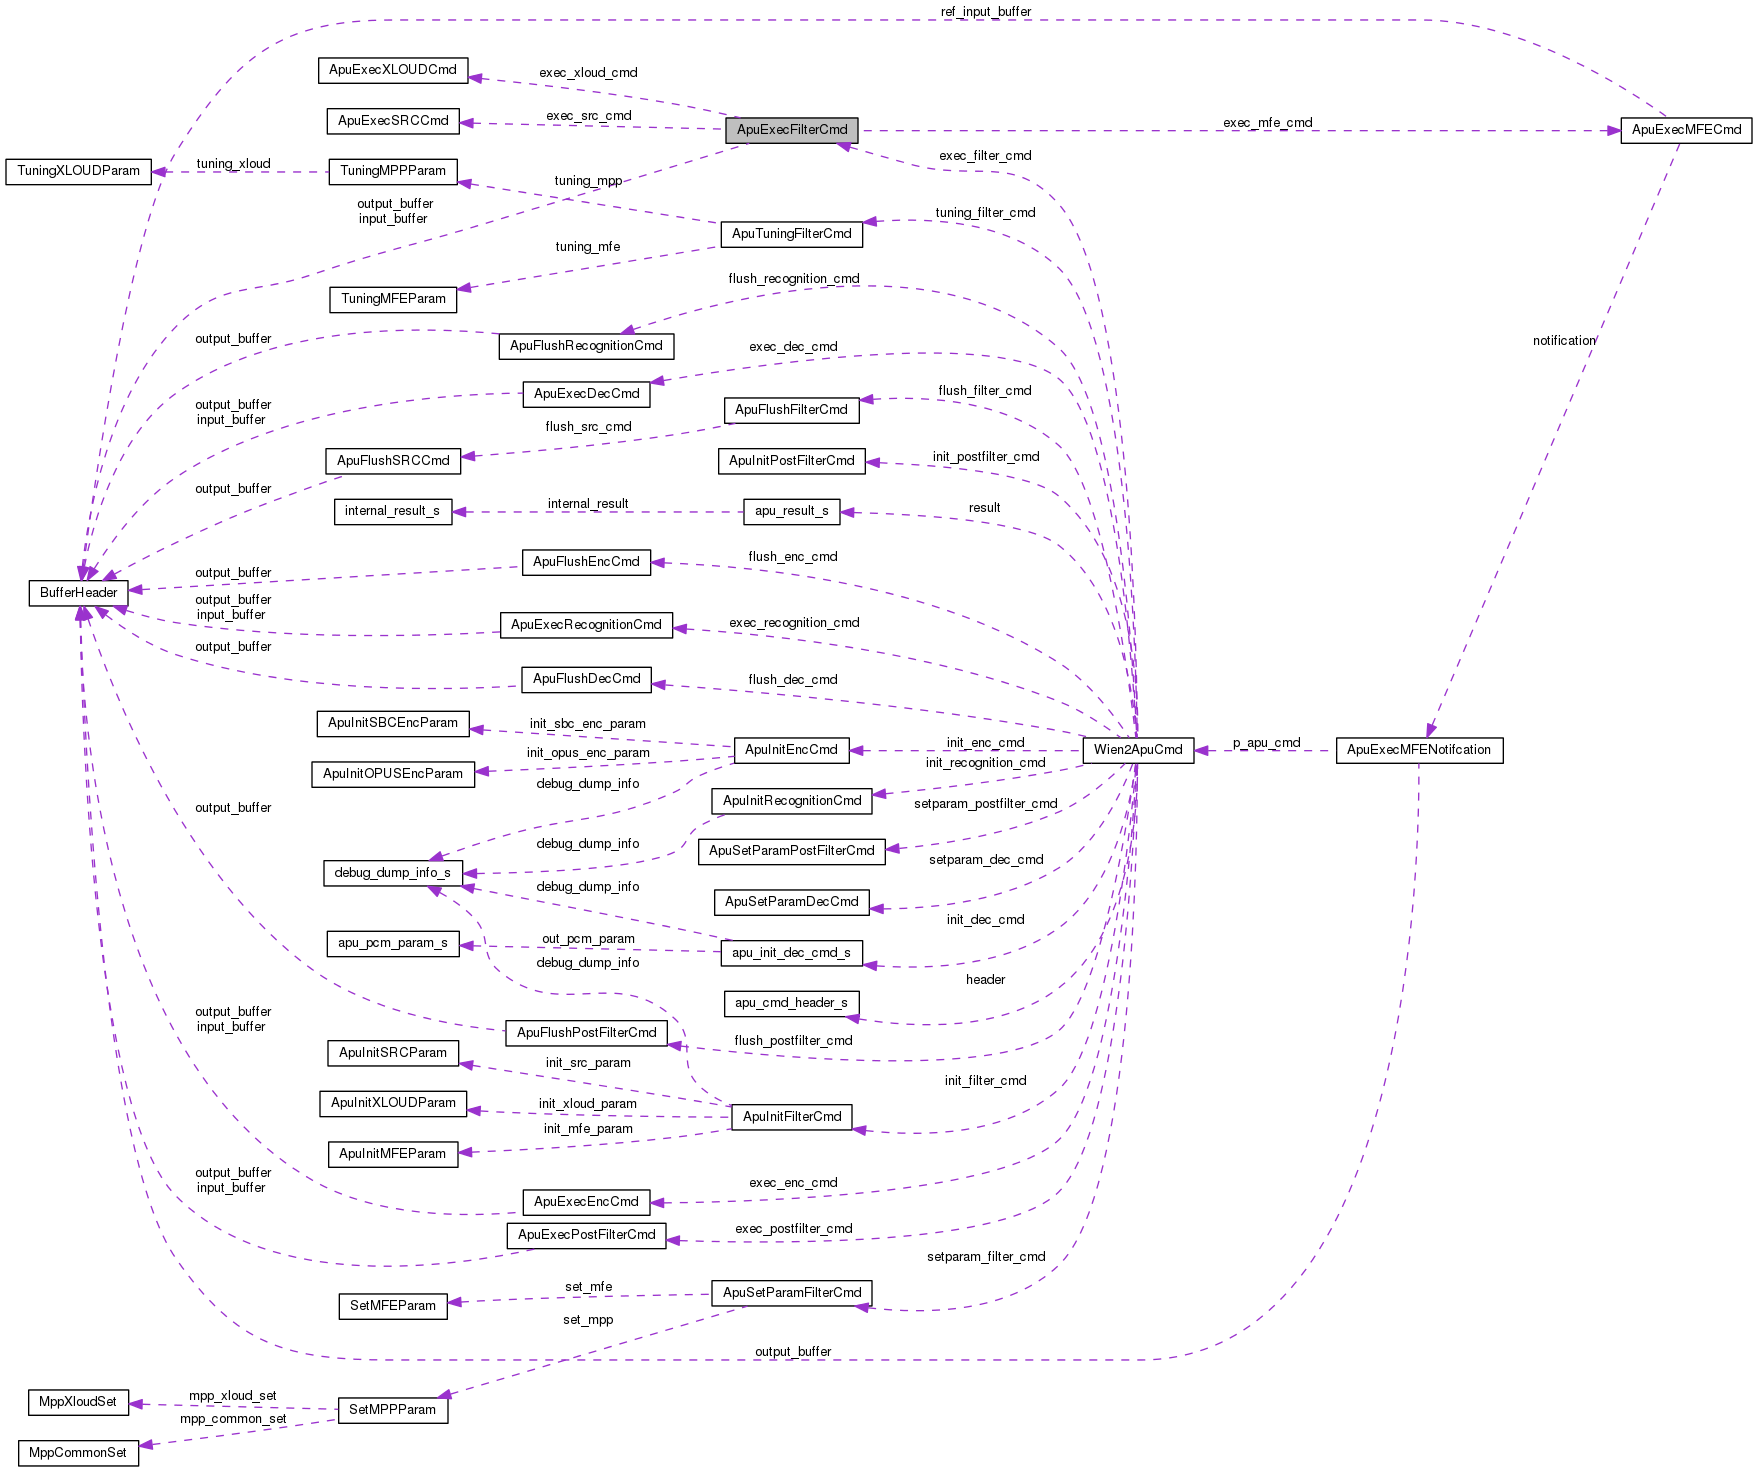 ref_input_buffer
ApuExecXLOUDCmd
exec_xloud_cmd
ApuExecSRCCmd
exec_src_cmd
ApuExecFilterCmd
exec_mfe_cmd
ApuExecMFECmd
TuningXLOUDParam
tuning_xloud
TuningMPPParam
tuning_mpp
exec_filter_cmd
output_buffer
input_buffer
ApuTuningFilterCmd
tuning_filter_cmd
tuning_mfe
TuningMFEParam
flush_recognition_cmd
output_buffer
ApuFlushRecognitionCmd
exec_dec_cmd
notification
output_buffer
input_buffer
ApuExecDecCmd
ApuFlushFilterCmd
flush_filter_cmd
flush_src_cmd
ApuFlushSRCCmd
ApuInitPostFilterCmd
init_postfilter_cmd
output_buffer
internal_result_s
internal_result
apu_result_s
result
flush_enc_cmd
ApuFlushEncCmd
output_buffer
BufferHeader
output_buffer
input_buffer
ApuExecRecognitionCmd
exec_recognition_cmd
output_buffer
ApuFlushDecCmd
flush_dec_cmd
ApuInitSBCEncParam
init_sbc_enc_param
ApuInitEncCmd
init_enc_cmd
Wien2ApuCmd
p_apu_cmd
ApuExecMFENotifcation
init_opus_enc_param
ApuInitOPUSEncParam
init_recognition_cmd
debug_dump_info
ApuInitRecognitionCmd
setparam_postfilter_cmd
output_buffer
debug_dump_info
ApuSetParamPostFilterCmd
setparam_dec_cmd
debug_dump_info_s
debug_dump_info
ApuSetParamDecCmd
init_dec_cmd
apu_pcm_param_s
out_pcm_param
apu_init_dec_cmd_s
debug_dump_info
header
apu_cmd_header_s
output_buffer
input_buffer
ApuFlushPostFilterCmd
flush_postfilter_cmd
ApuInitSRCParam
init_src_param
init_filter_cmd
ApuInitXLOUDParam
init_xloud_param
ApuInitFilterCmd
init_mfe_param
ApuInitMFEParam
output_buffer
input_buffer
ApuExecEncCmd
exec_enc_cmd
ApuExecPostFilterCmd
exec_postfilter_cmd
setparam_filter_cmd
set_mfe
ApuSetParamFilterCmd
SetMFEParam
set_mpp
output_buffer
MppXloudSet
mpp_xloud_set
SetMPPParam
mpp_common_set
MppCommonSet